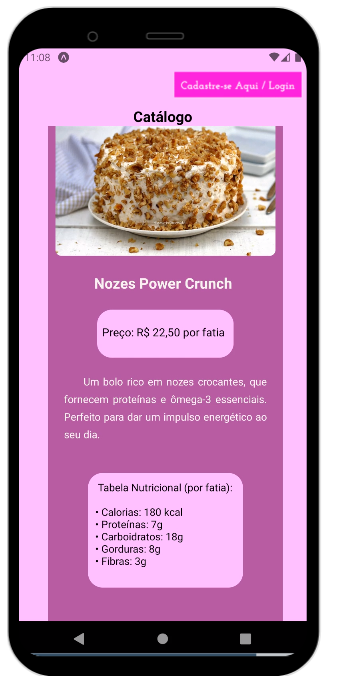 11:08
Cadastre-se Aqui / Login
Catálogo
Nozes Power Crunch
Preço: R$ 22,50 por fatia
Um bolo rico em nozes crocantes, que
fornecem proteínas e ômega-3 essenciais.
Perfeito para dar um impulso energético ao
seu dia.
Tabela Nutricional (por fatia):
• Calorias: 180 kcal
• Proteínas: 7g
• Carboidratos: 18g
• Gorduras: 8g
• Fibras: 3g